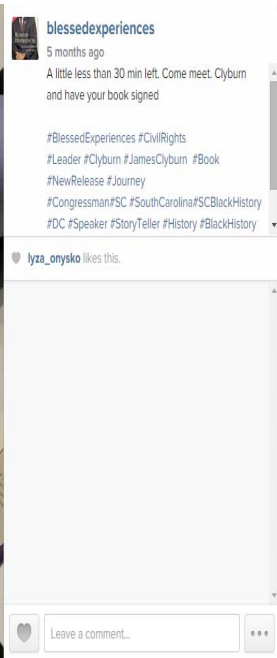 blessedexperiences
5 months ago
A little less than 30 min left. Come meet. Clyburn
and have your book signed
#BlessedExperiences #CivilRights
#Leader #Clyburn #JamesClyburn #Book
#NewRelease #Journey
#Congressman#SC #SouthCarolina#SCBlackHistory
#DC #Speaker #StoryTeller #History #BlackHistory
lyza_onysko likes this.
Leave a comment...